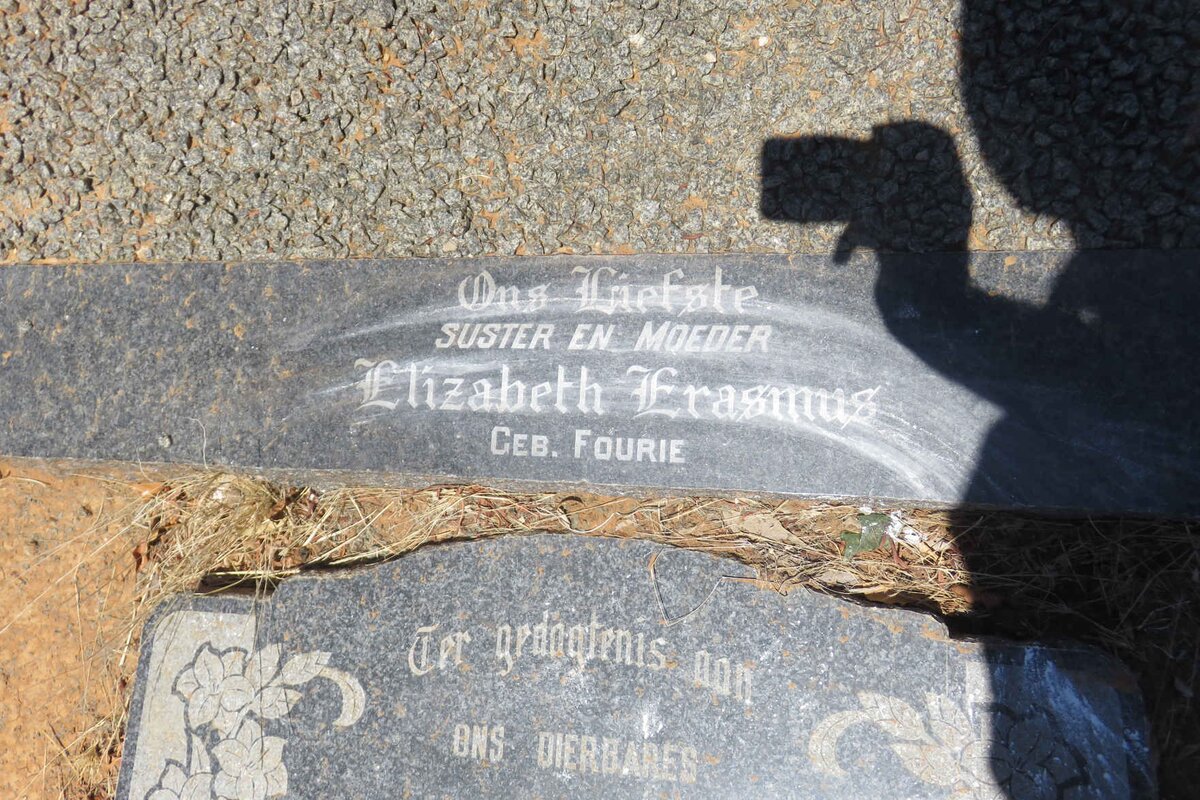 Ons Liefste
SUSTER EN MOEDER
Elizabeth Erasmus
GEB. FOURIE
Ter gedagtenis aan
ONS DIERBARES